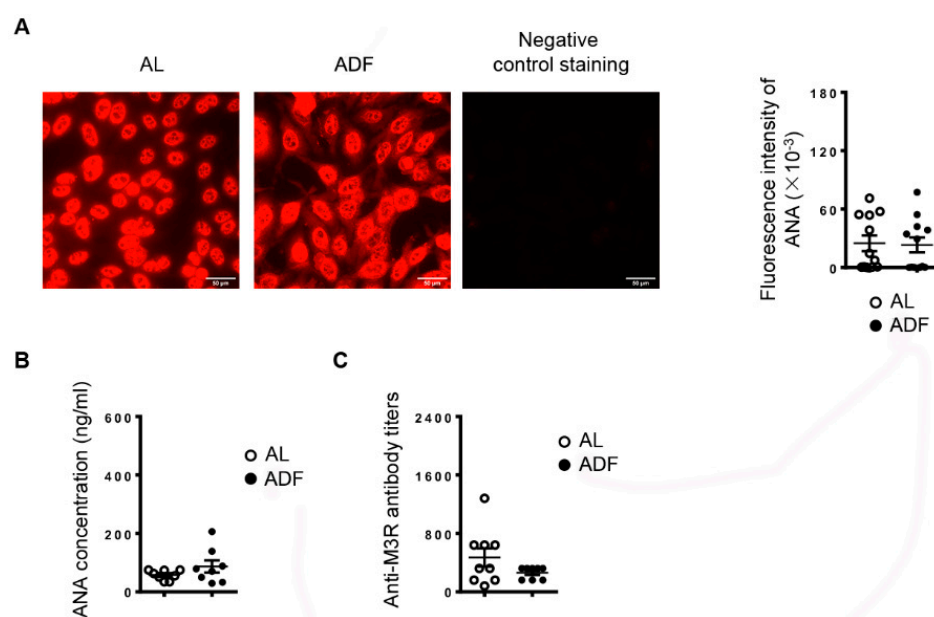 A
AL
ADF
Negative
control staining
50 μm
50 μm
50 μm
Fluorescence intensity of
ANA (×10⁻³)
180
120
60
0
AL
ADF
B
ANA concentration (ng/ml)
600
400
200
0
AL
ADF
C
Anti-M3R antibody titers
2400
1600
800
0
AL
ADF